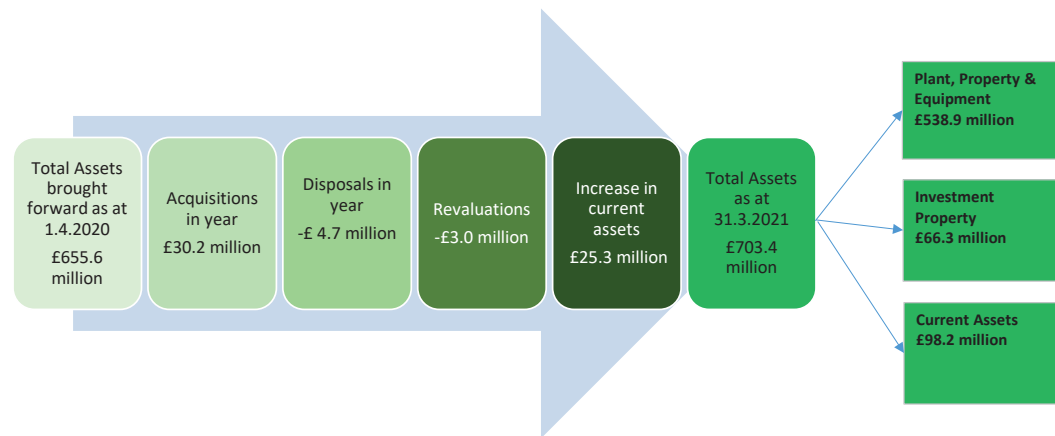 Total Assets
brought
forward as at
1.4.2020
£655.6
million
Acquisitions
in year
£30.2 million
Disposals in
year
-£ 4.7 million
Revaluations
-£3.0 million
Increase in
current
assets
£25.3 million
Total Assets
as at
31.3.2021
£703.4
million
Plant, Property &
Equipment
£538.9 million
Investment
Property
£66.3 million
Current Assets
£98.2 million